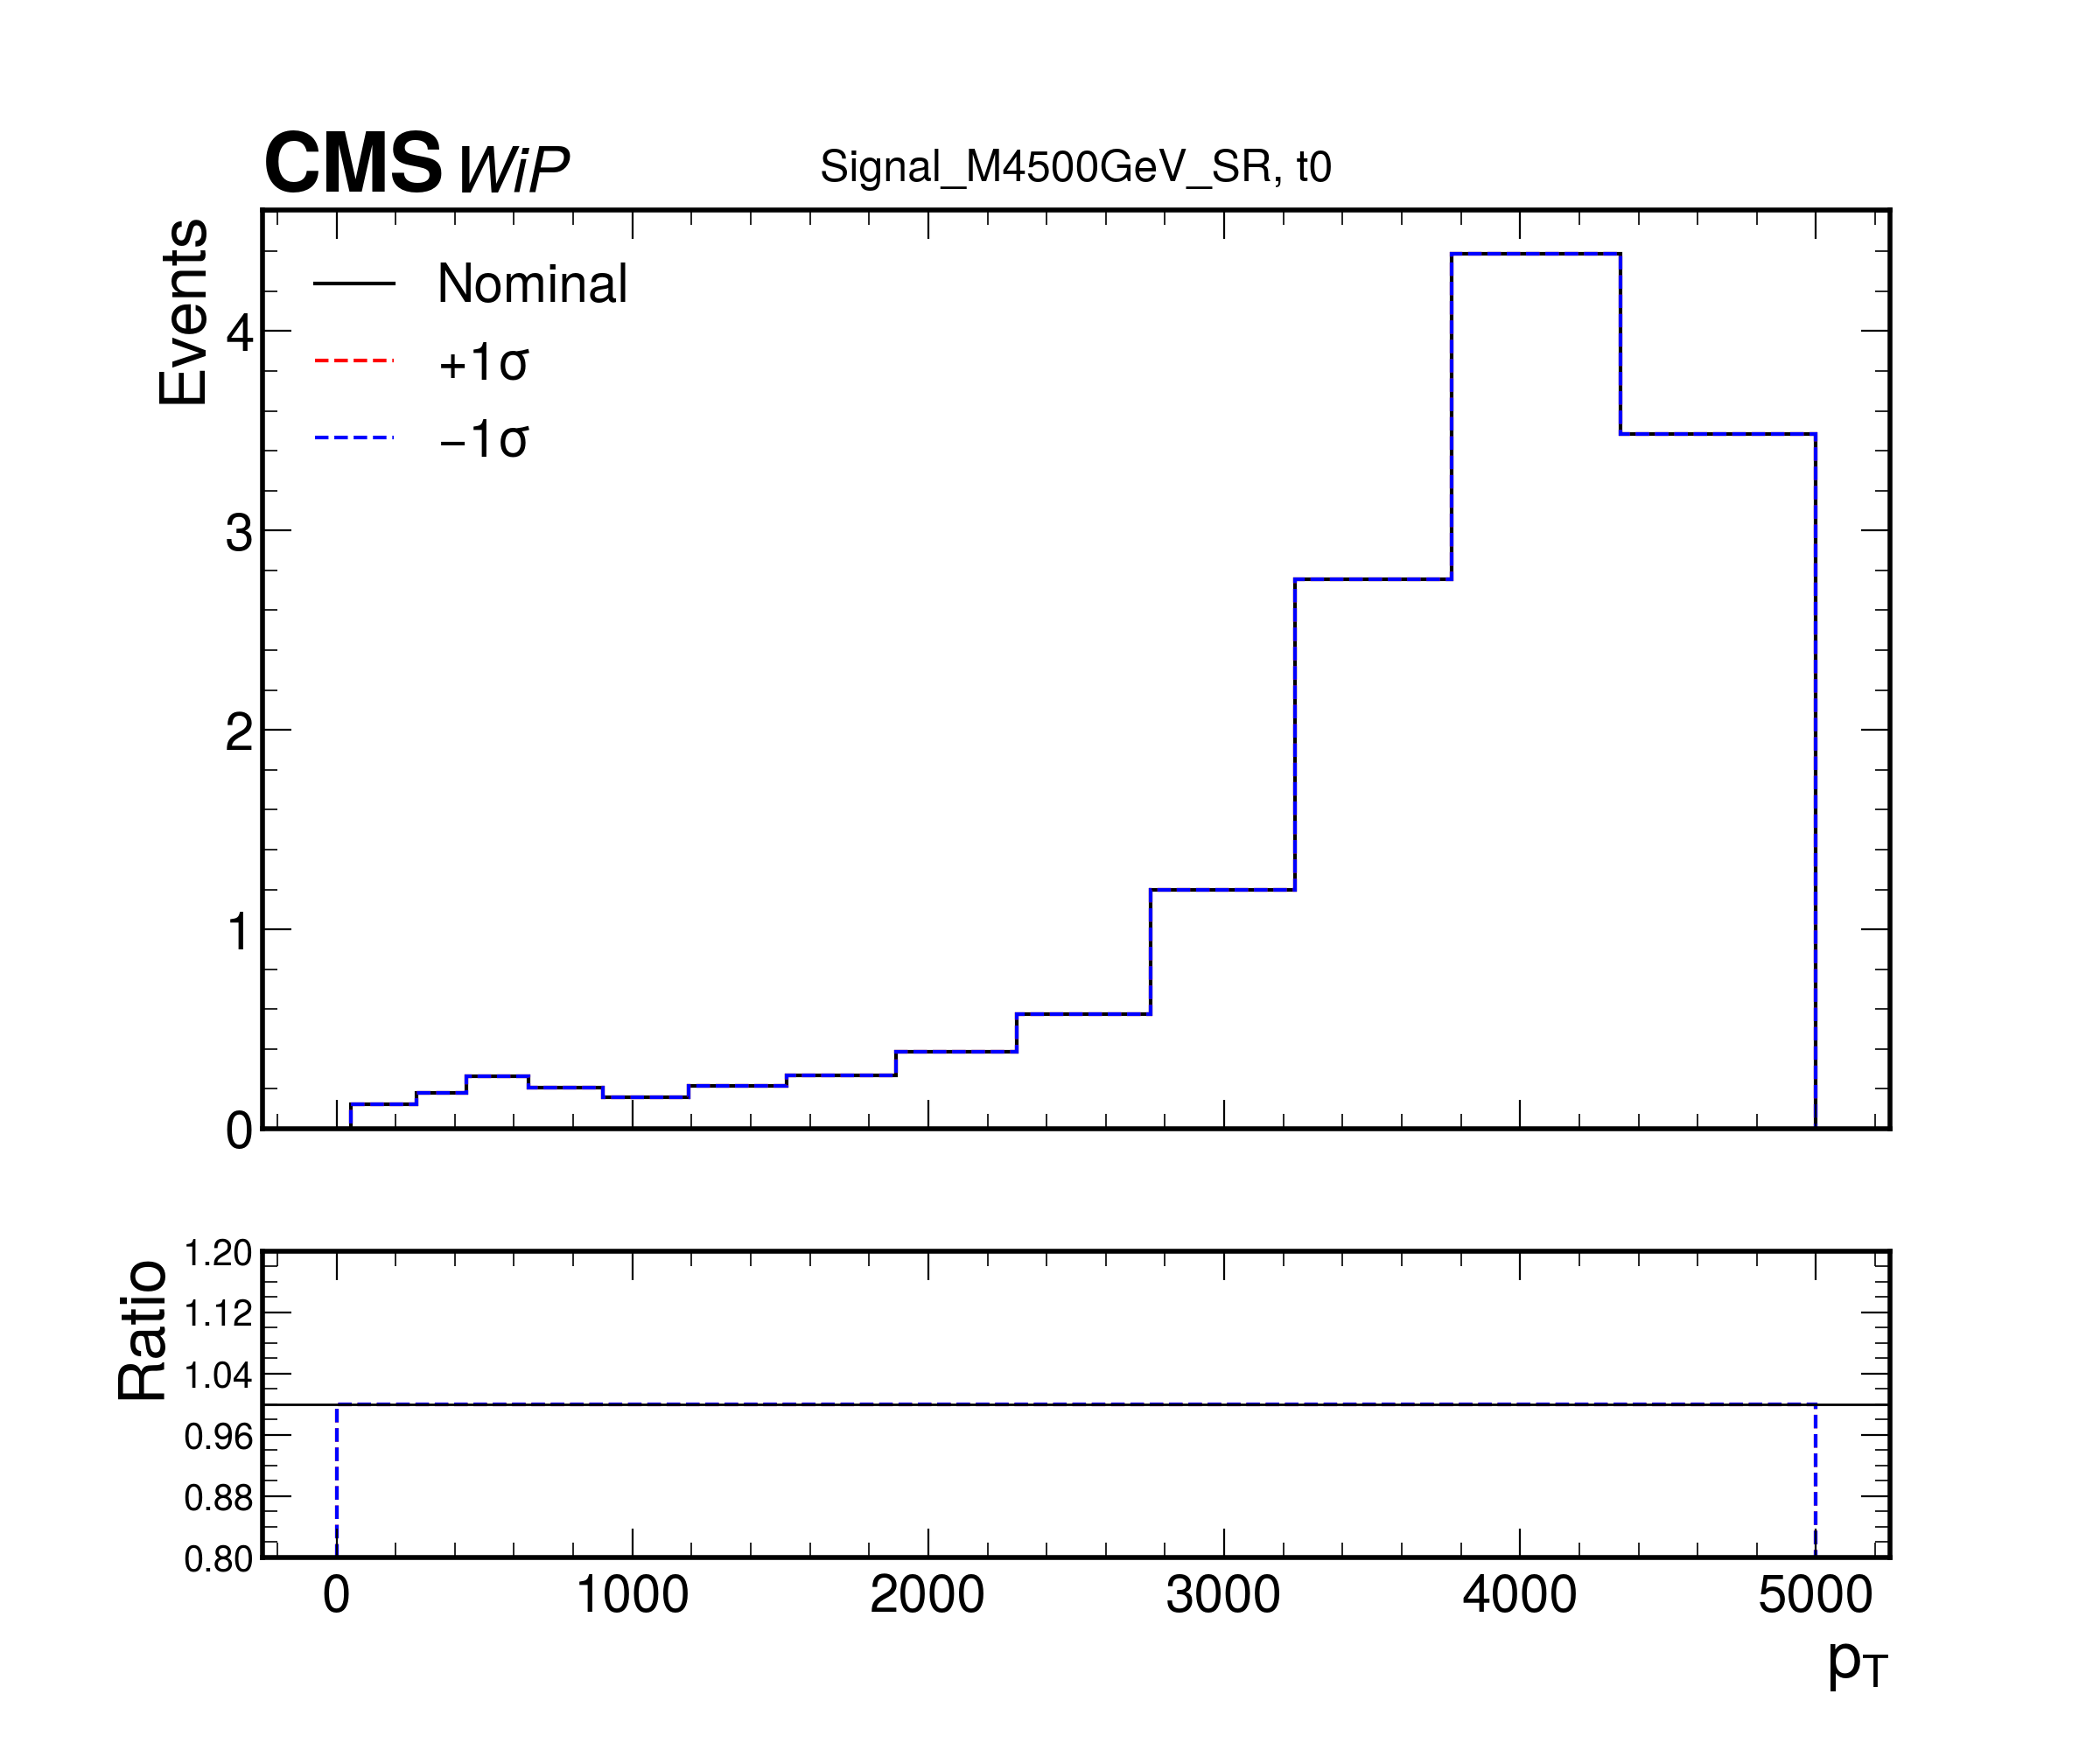 CMS WiP
Signal_M4500GeV_SR, t0
Events
4
3
2
1
0
Nominal
+1σ
−1σ
Ratio
1.20
1.12
1.04
0.96
0.88
0.80
0 1000 2000 3000 4000 5000
pT